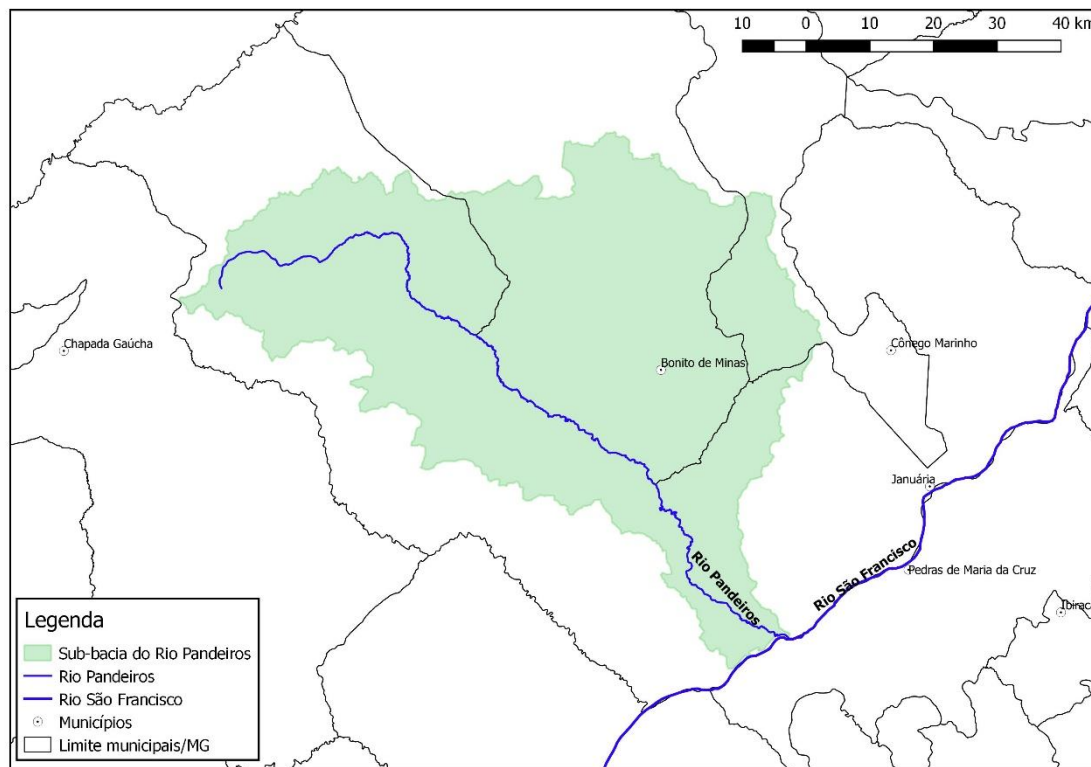 10 0 10 20 30 40 km
Chapada Gaúcha
Bonito de Minas
Cônego Marinho
Januária
Rio São Francisco
Pedras de Maria da Cruz
Rio Pandeiros
Ibirac
Legenda
Sub-bacia do Rio Pandeiros
Rio Pandeiros
Rio São Francisco
Municípios
Limite municipais/MG